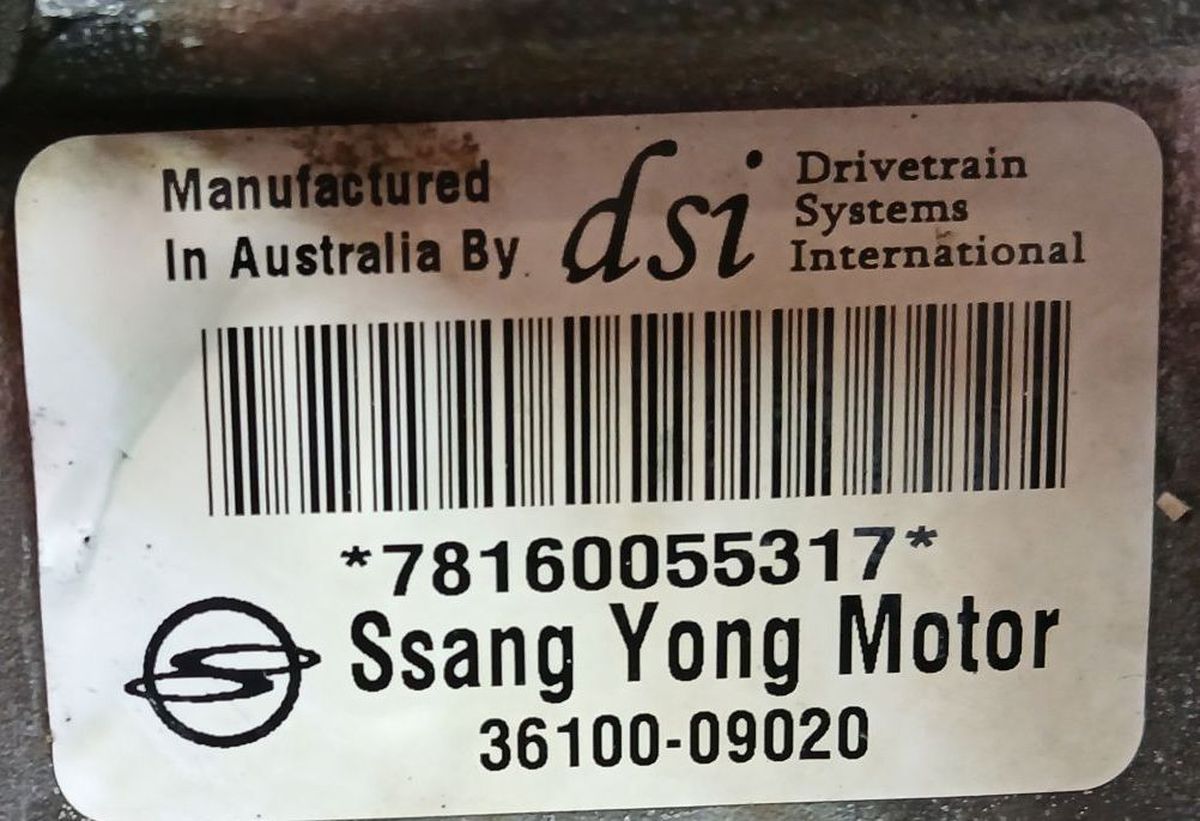 Manufactured
In Australia By
dsi
Drivetrain
Systems
International
*78160055317*
Ssang Yong Motor
36100-09020